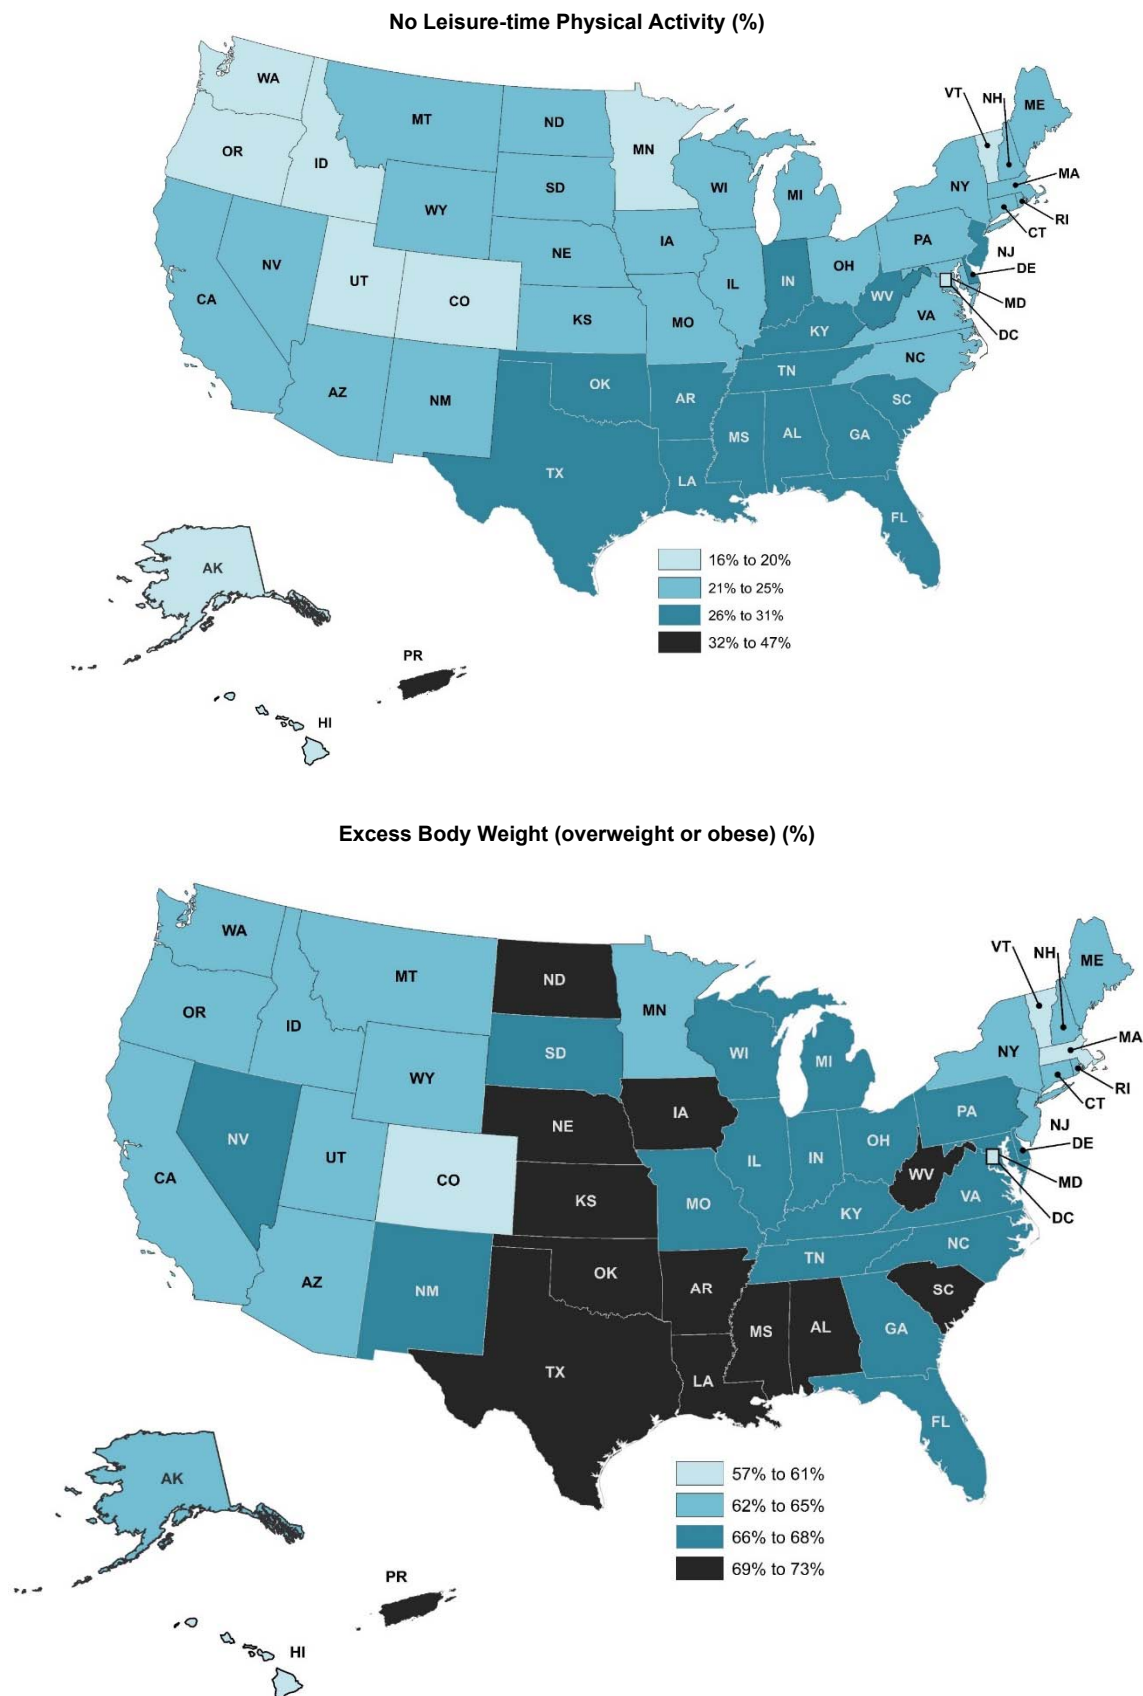 No Leisure-time Physical Activity (%)
WA
MT
ND
VT
NH
ME
OR
ID
MN
MA
SD
WI
NY
MI
WY
RI
CT
IA
PA
NE
NJ
NV
OH
DE
UT
IN
IL
CA
CO
WV
MD
KS
MO
VA
KY
DC
NC
TN
OK
AZ
NM
AR
SC
MS
AL
GA
TX
LA
FL
16% to 20%
AK
21% to 25%
26% to 31%
32% to 47%
PR
HI
Excess Body Weight (overweight or obese) (%)
WA
VT
NH
ME
MT
ND
OR
MN
ID
MA
SD
WI
NY
MI
WY
RI
CT
IA
PA
NE
NJ
NV
OH
DE
UT
IL
IN
CA
CO
WV
MD
KS
MO
VA
KY
DC
NC
TN
OK
AZ
NM
AR
SC
MS
AL
GA
TX
LA
FL
57% to 61%
AK
62% to 65%
66% to 68%
69% to 73%
PR
HI